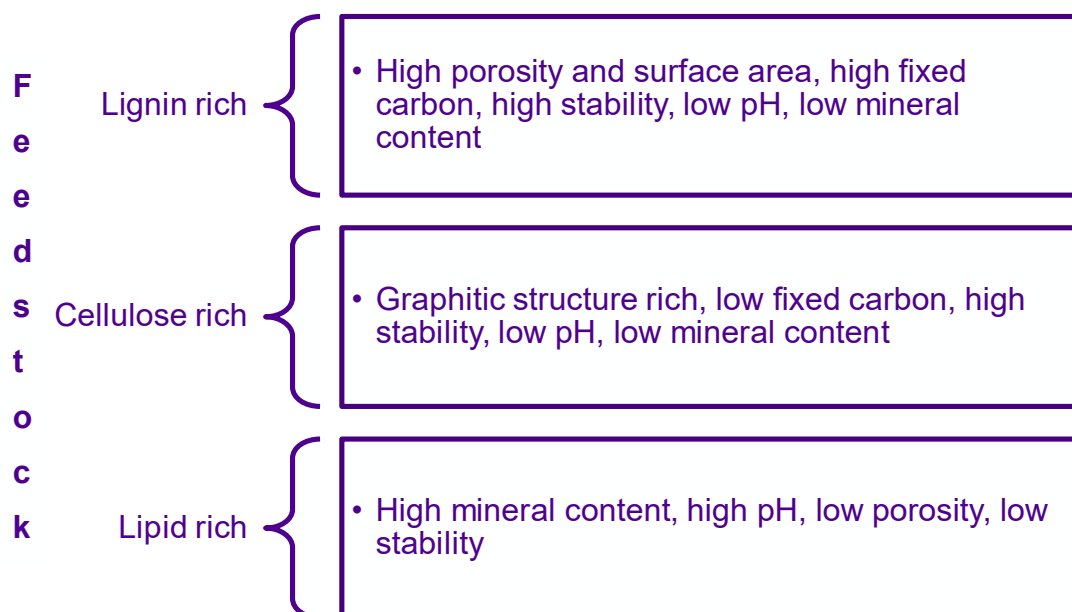 Feedstock
Lignin rich
• High porosity and surface area, high fixed
carbon, high stability, low pH, low mineral
content
Cellulose rich
• Graphitic structure rich, low fixed carbon, high
stability, low pH, low mineral content
Lipid rich
• High mineral content, high pH, low porosity, low
stability